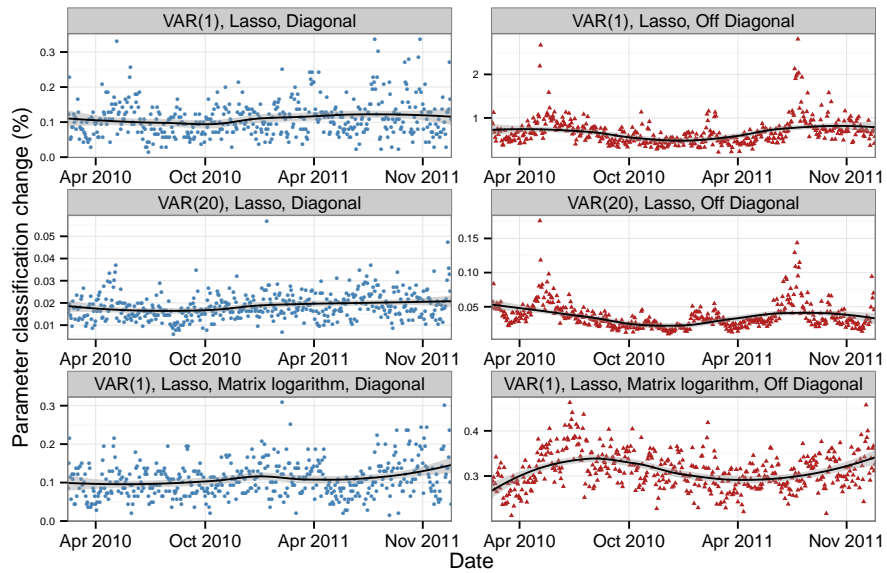 VAR(1), Lasso, Diagonal
VAR(1), Lasso, Off Diagonal
0.3
0.2
0.1
0.0
2
1
Apr 2010 Oct 2010 Apr 2011 Nov 2011
Apr 2010 Oct 2010 Apr 2011 Nov 2011
VAR(20), Lasso, Diagonal
VAR(20), Lasso, Off Diagonal
Parameter classification change (%)
0.05
0.04
0.03
0.02
0.01
0.15
0.10
0.05
Apr 2010 Oct 2010 Apr 2011 Nov 2011
Apr 2010 Oct 2010 Apr 2011 Nov 2011
VAR(1), Lasso, Matrix logarithm, Diagonal
VAR(1), Lasso, Matrix logarithm, Off Diagonal
0.3
0.2
0.1
0.0
0.4
0.3
Apr 2010 Oct 2010 Apr 2011 Nov 2011
Apr 2010 Oct 2010 Apr 2011 Nov 2011
Date